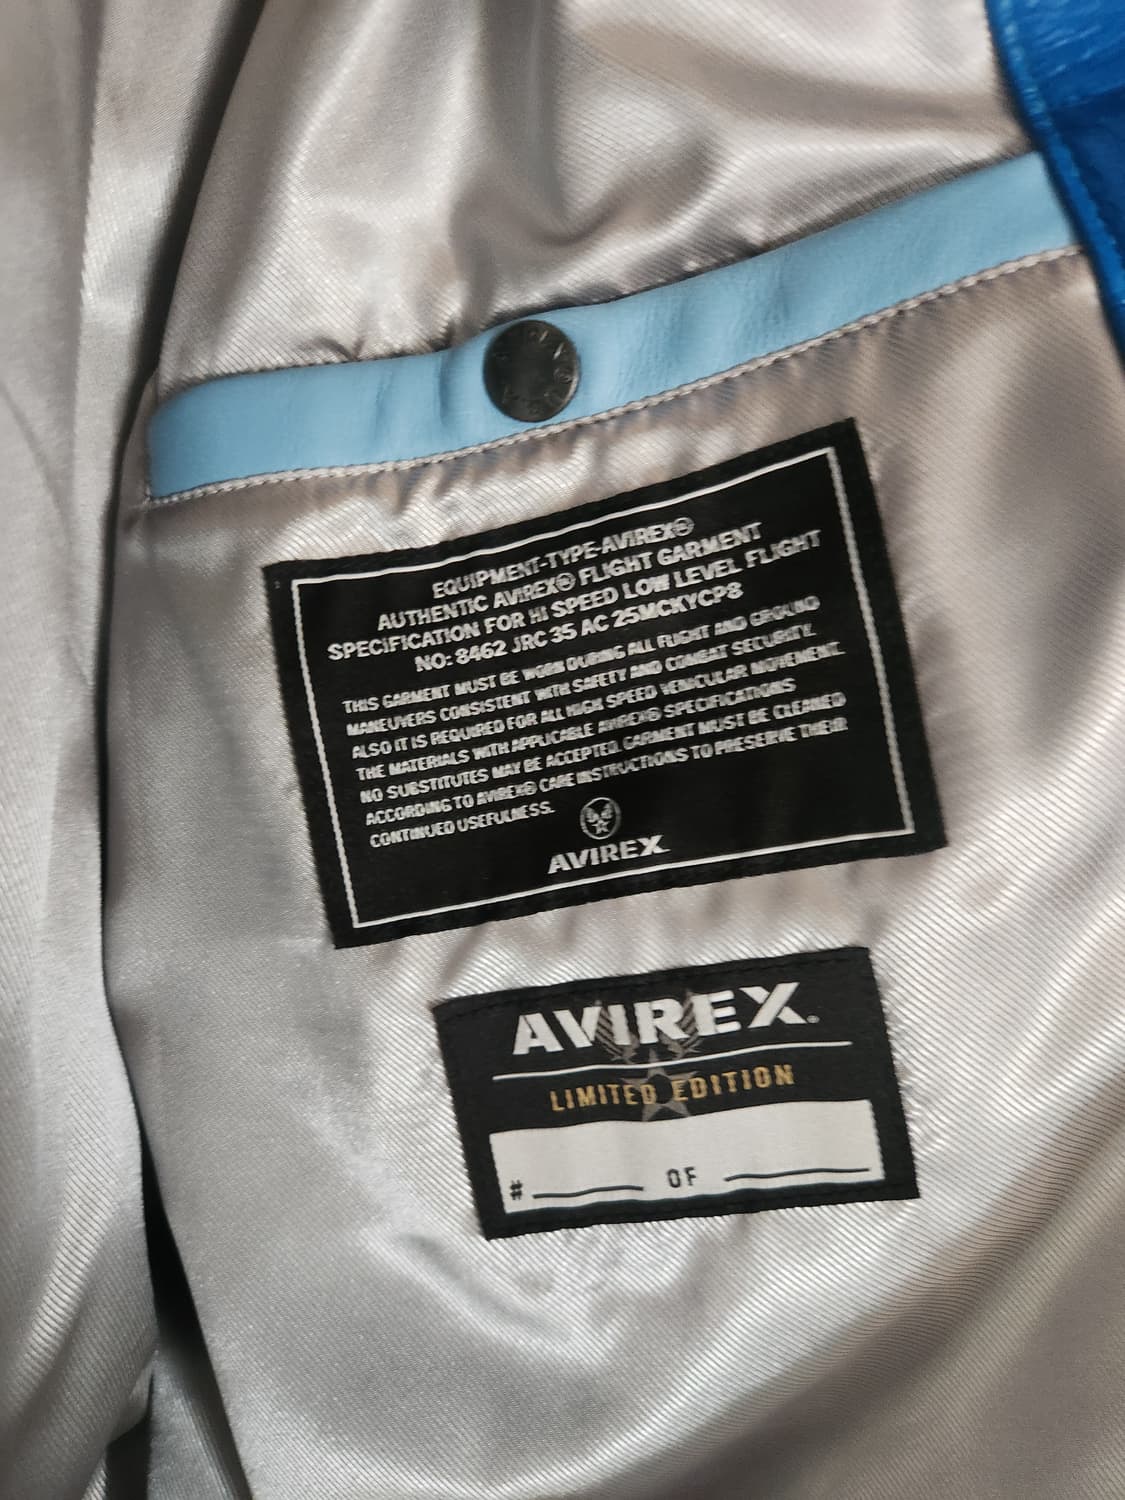 EQUIPMENT-TYPE-AVIREX®
AUTHENTIC AVIREX® FLIGHT GARMENT
SPECIFICATION FOR HI SPEED LOW LEVEL FLIGHT
NO: 8462 JRC 35 AC 25MCXYCP8
THIS GARMENT MUST BE WORN DURING ALL FLIGHT AND GROUND
MANEUVERS CONSISTENT WITH SAFETY AND COMBAT SECURITY.
ALSO IT IS REQUIRED FOR ALL HIGH SPEED VEHICULAR MOVEMENT.
THE MATERIALS WITH APPLICABLE AVIREX® SPECIFICATIONS
NO SUBSTITUTES MAY BE ACCEPTED. GARMENT MUST BE CLEANED
ACCORDING TO AVIREX® CARE INSTRUCTIONS TO PRESERVE THEIR
CONTINUED USEFULNESS.
AVIREX
AVIREX.
LIMITED EDITION
# ______ OF ______